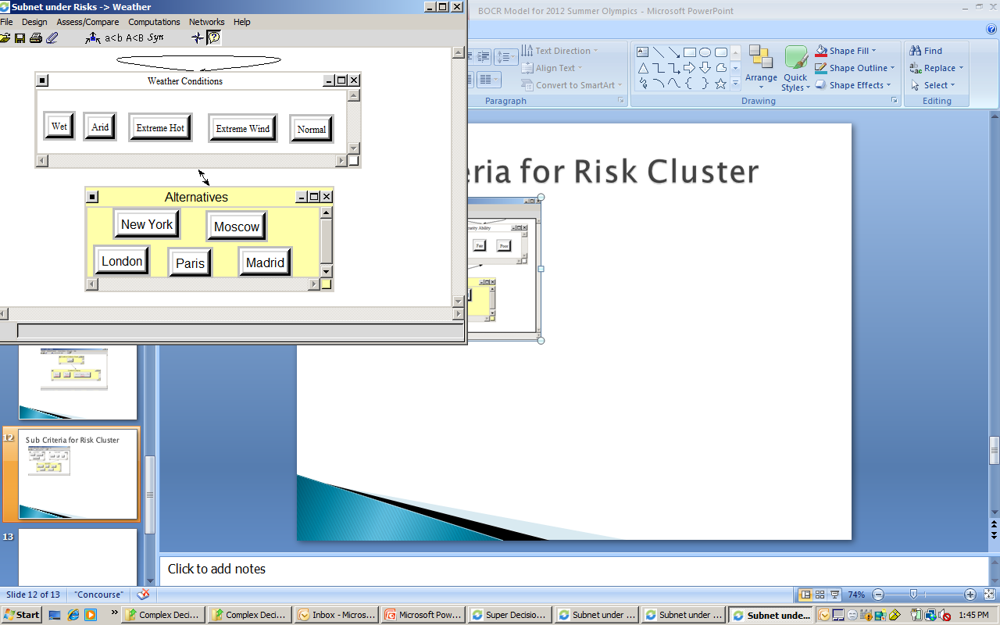 Subnet under Risks -> Weather
File Design Assess/Compare Computations Networks Help
a<b A<B Syn
Weather Conditions
Wet Arid Extreme Hot Extreme Wind Normal
Alternatives
New York Moscow
London Paris Madrid
BOCR Model for 2012 Summer Olympics - Microsoft PowerPoint
Text Direction
Align Text
Convert to SmartArt
Paragraph
Arrange
Quick Styles
Shape Fill
Shape Outline
Shape Effects
Drawing
Find
Replace
Select
Editing
eria for Risk Cluster
Fair Poor
12
Sub Criteria for Risk Cluster
13
Click to add notes
Slide 12 of 13 "Concourse" 74%
Start Complex Deci... Complex Deci... Inbox - Micros... Microsoft Pow... Super Decisio... Subnet under ... Subnet under ... Subnet unde... 1:45 PM